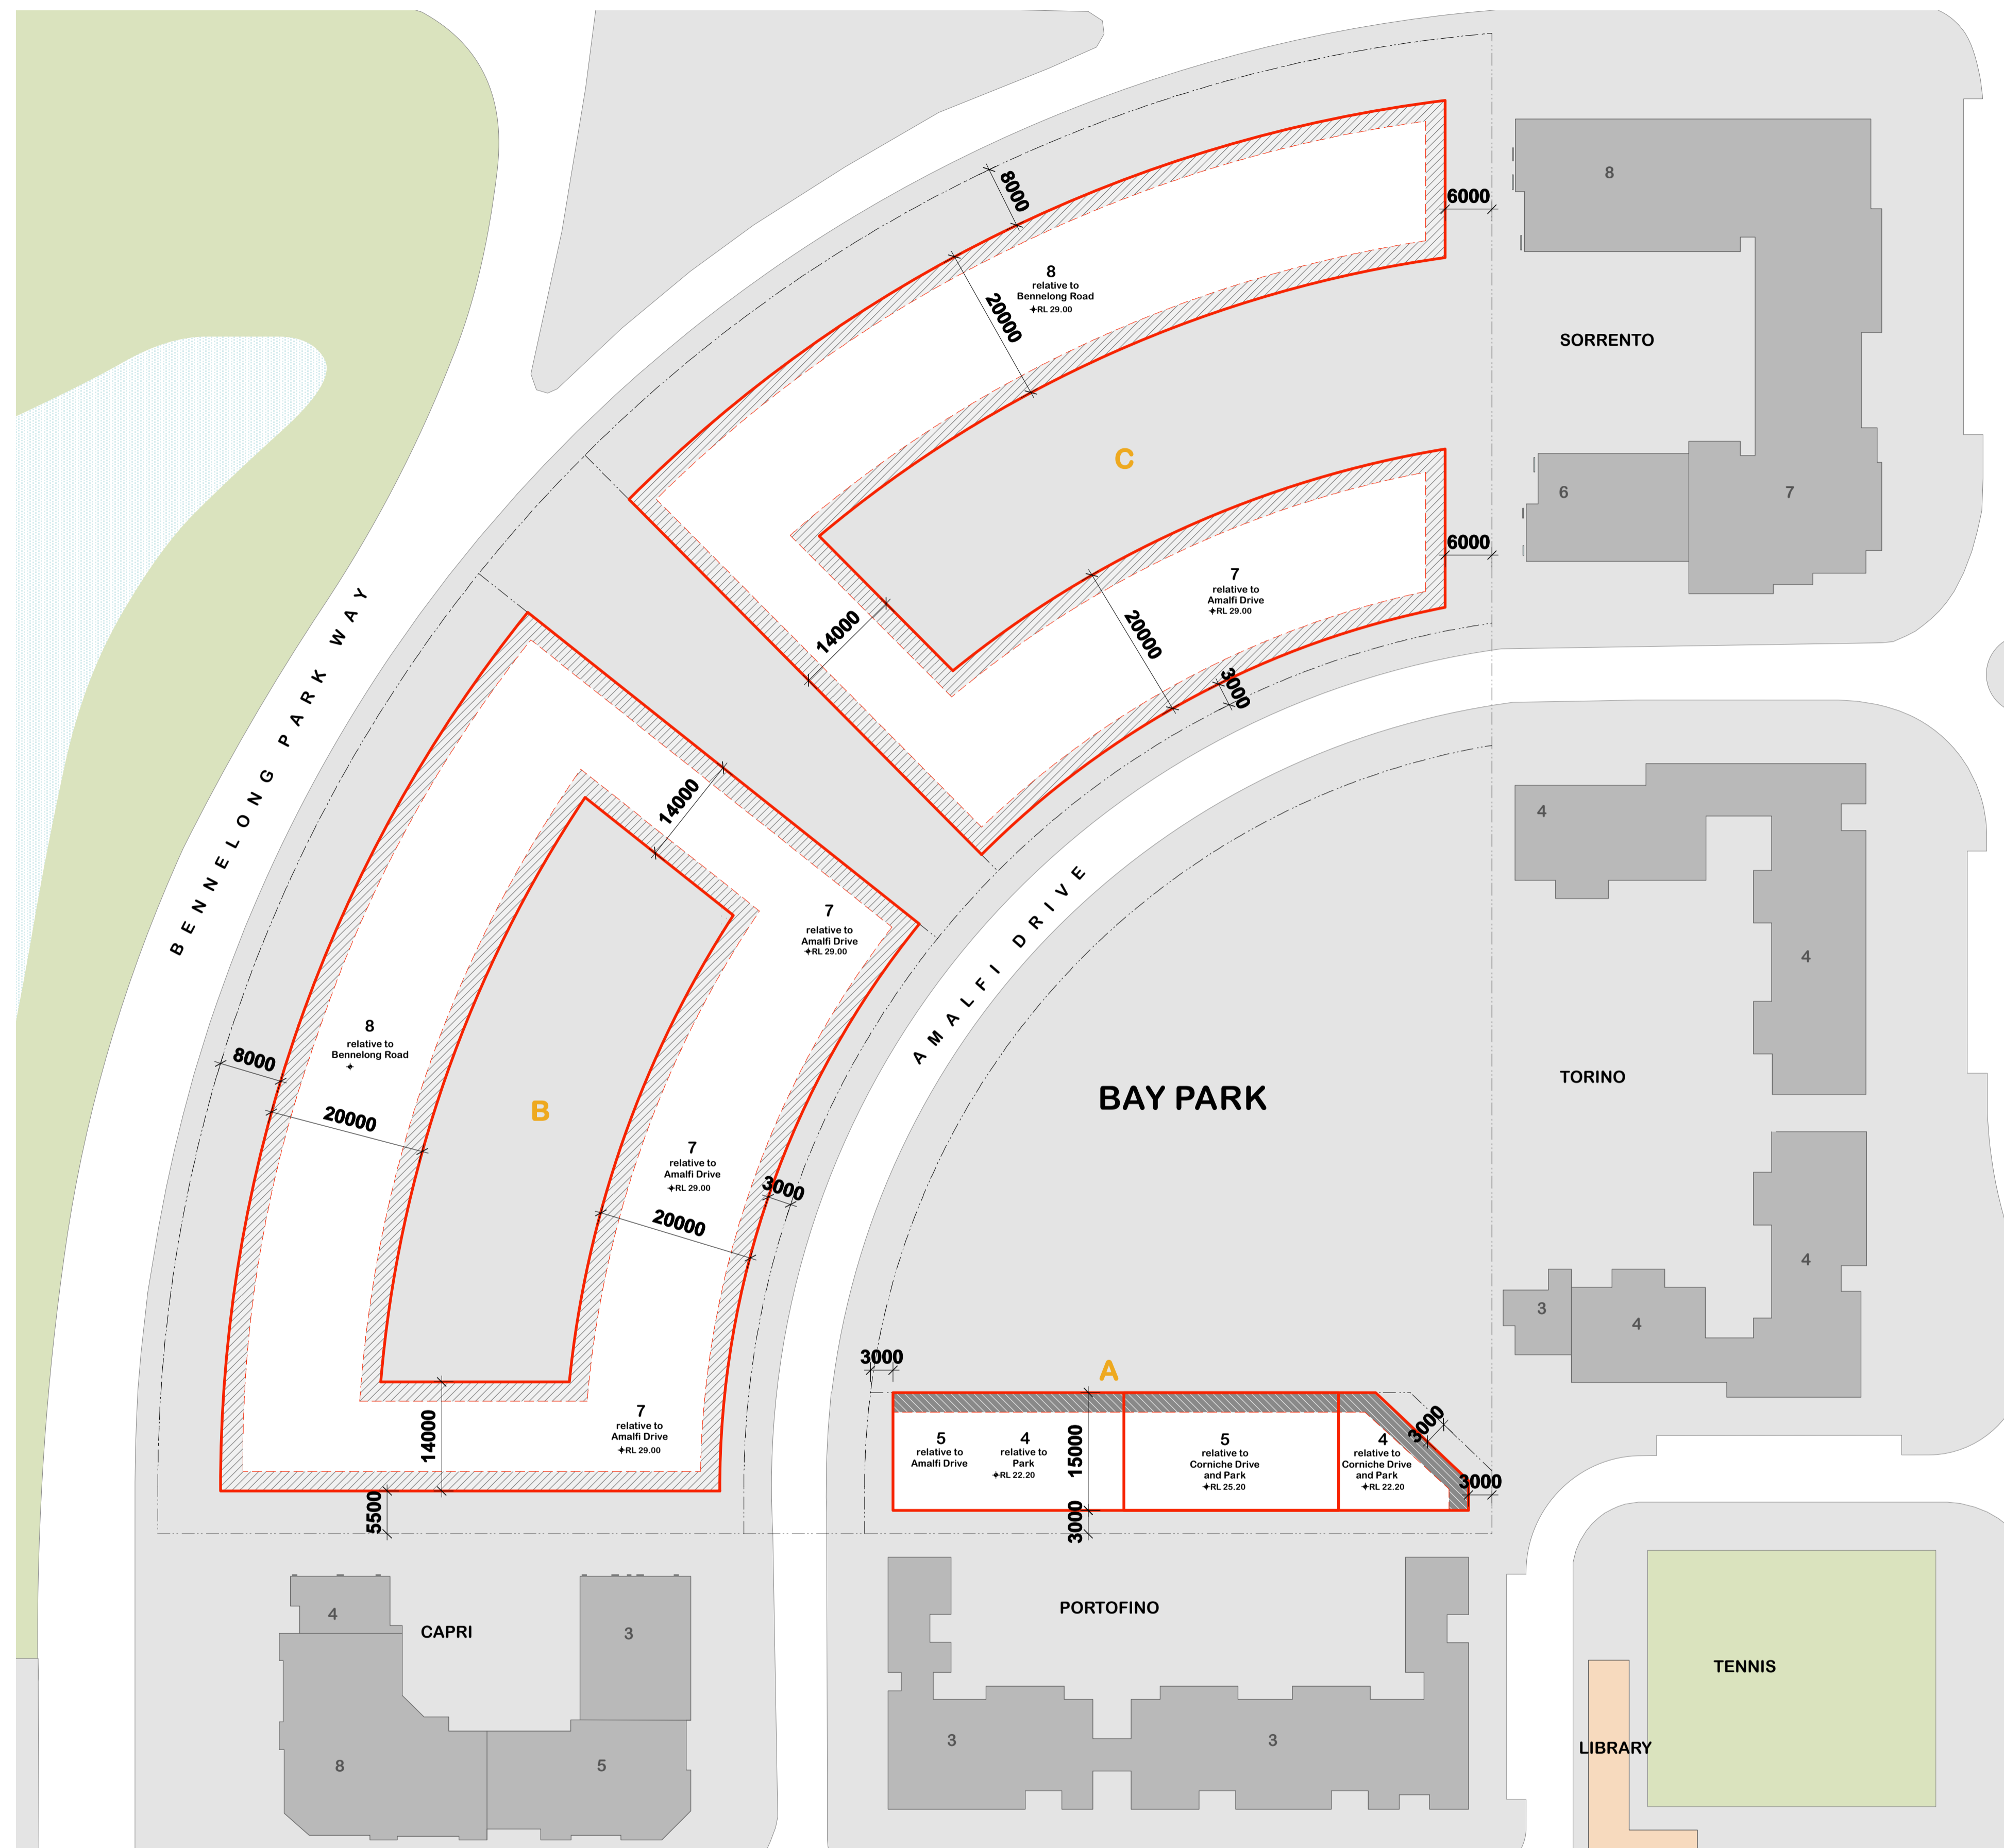 8
8000
6000
8
relative to
Bennelong Road
RL 29.00
20000
SORRENTO
C
6
7
6000
7
relative to
Amalfi Drive
RL 29.00
14000
20000
3000
BENNELONG PARK WAY
14000
4
7
relative to
Amalfi Drive
RL 29.00
AMALFI DRIVE
4
8
relative to
Bennelong Road
8000
20000
B
BAY PARK
TORINO
7
relative to
Amalfi Drive
RL 29.00
3000
20000
4
3
4
3000
A
7
relative to
Amalfi Drive
RL 29.00
14000
5500
5
relative to
Amalfi Drive
4
relative to
Park
RL 22.20
15000
3000
5
relative to
Corniche Drive
and Park
RL 25.20
4
relative to
Corniche Drive
and Park
RL 22.20
3000
3000
4
CAPRI
3
8
5
PORTOFINO
3
3
TENNIS
LIBRARY